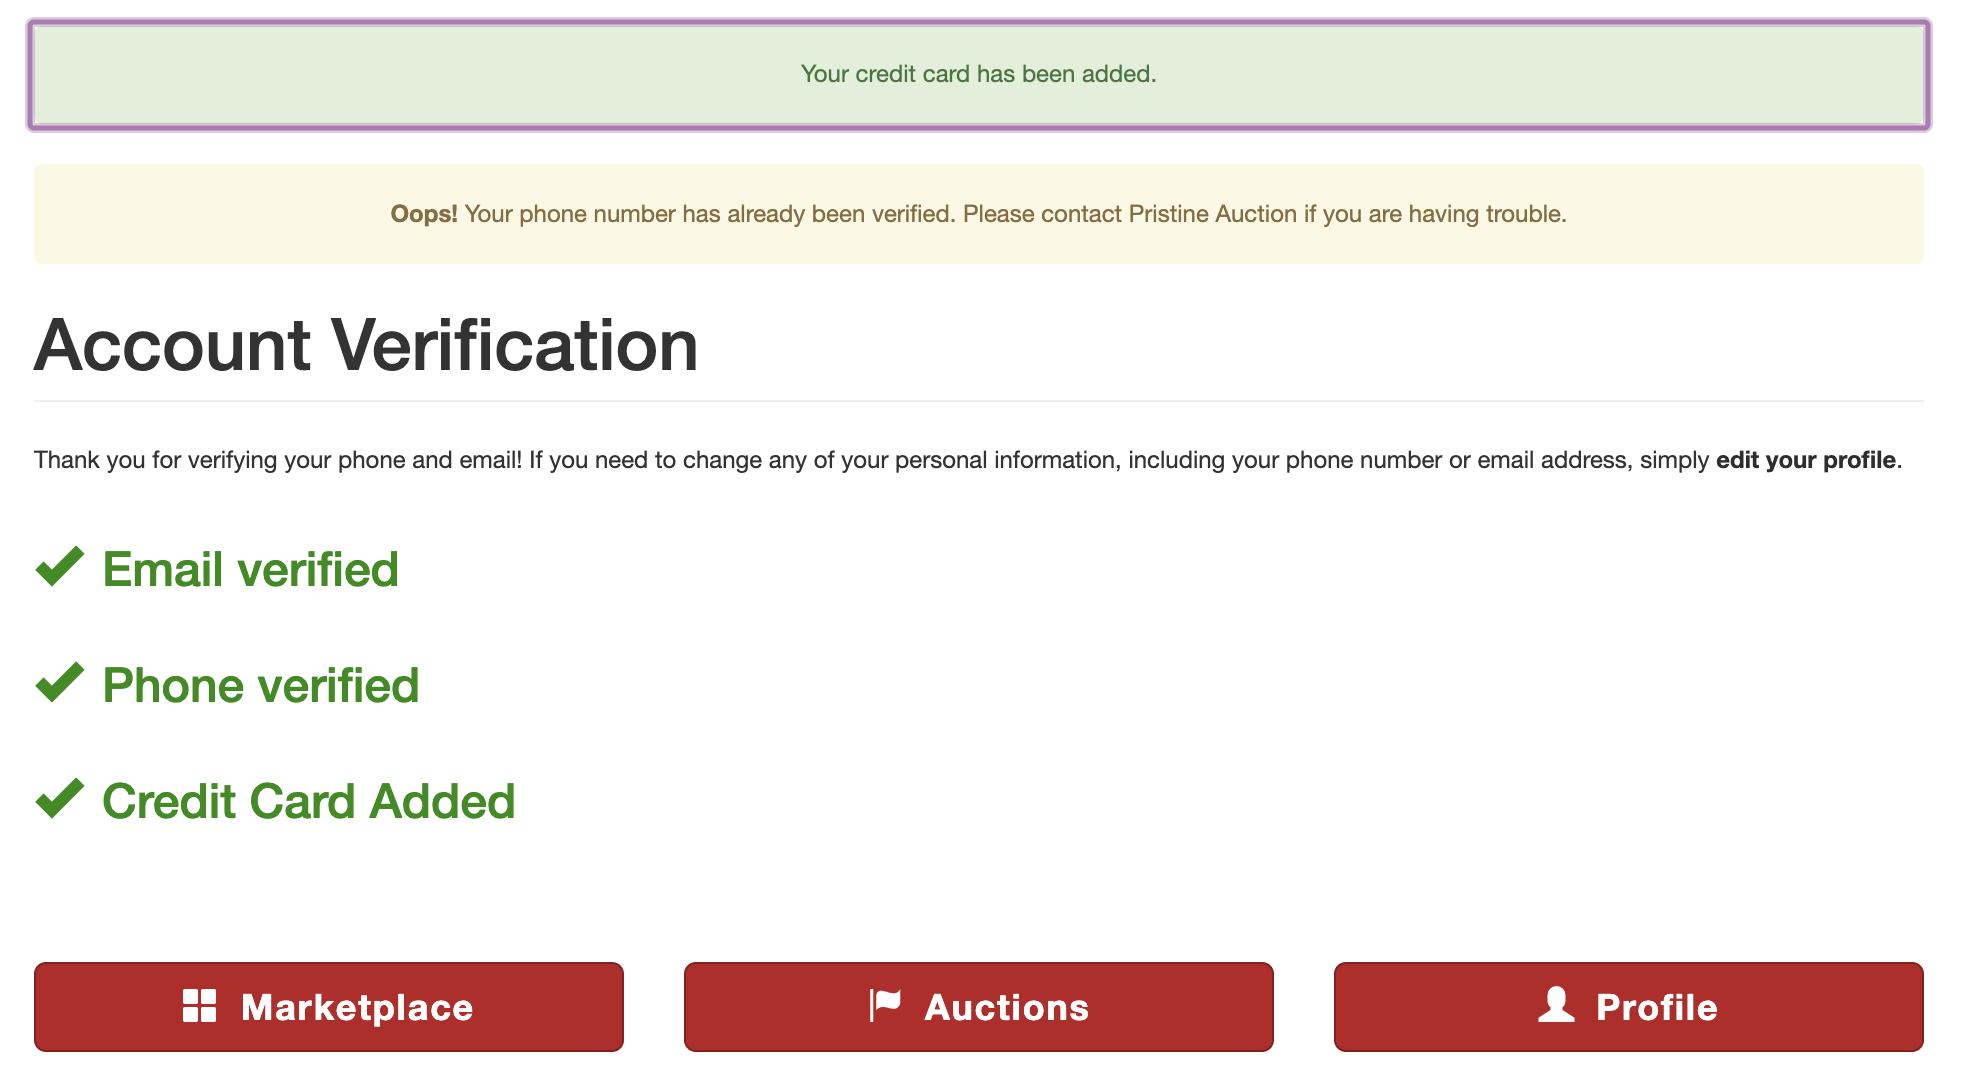 Your credit card has been added.
Oops! Your phone number has already been verified. Please contact Pristine Auction if you are having trouble.
Account Verification
Thank you for verifying your phone and email! If you need to change any of your personal information, including your phone number or email address, simply edit your profile.
Email verified
Phone verified
Credit Card Added
Marketplace
Auctions
Profile